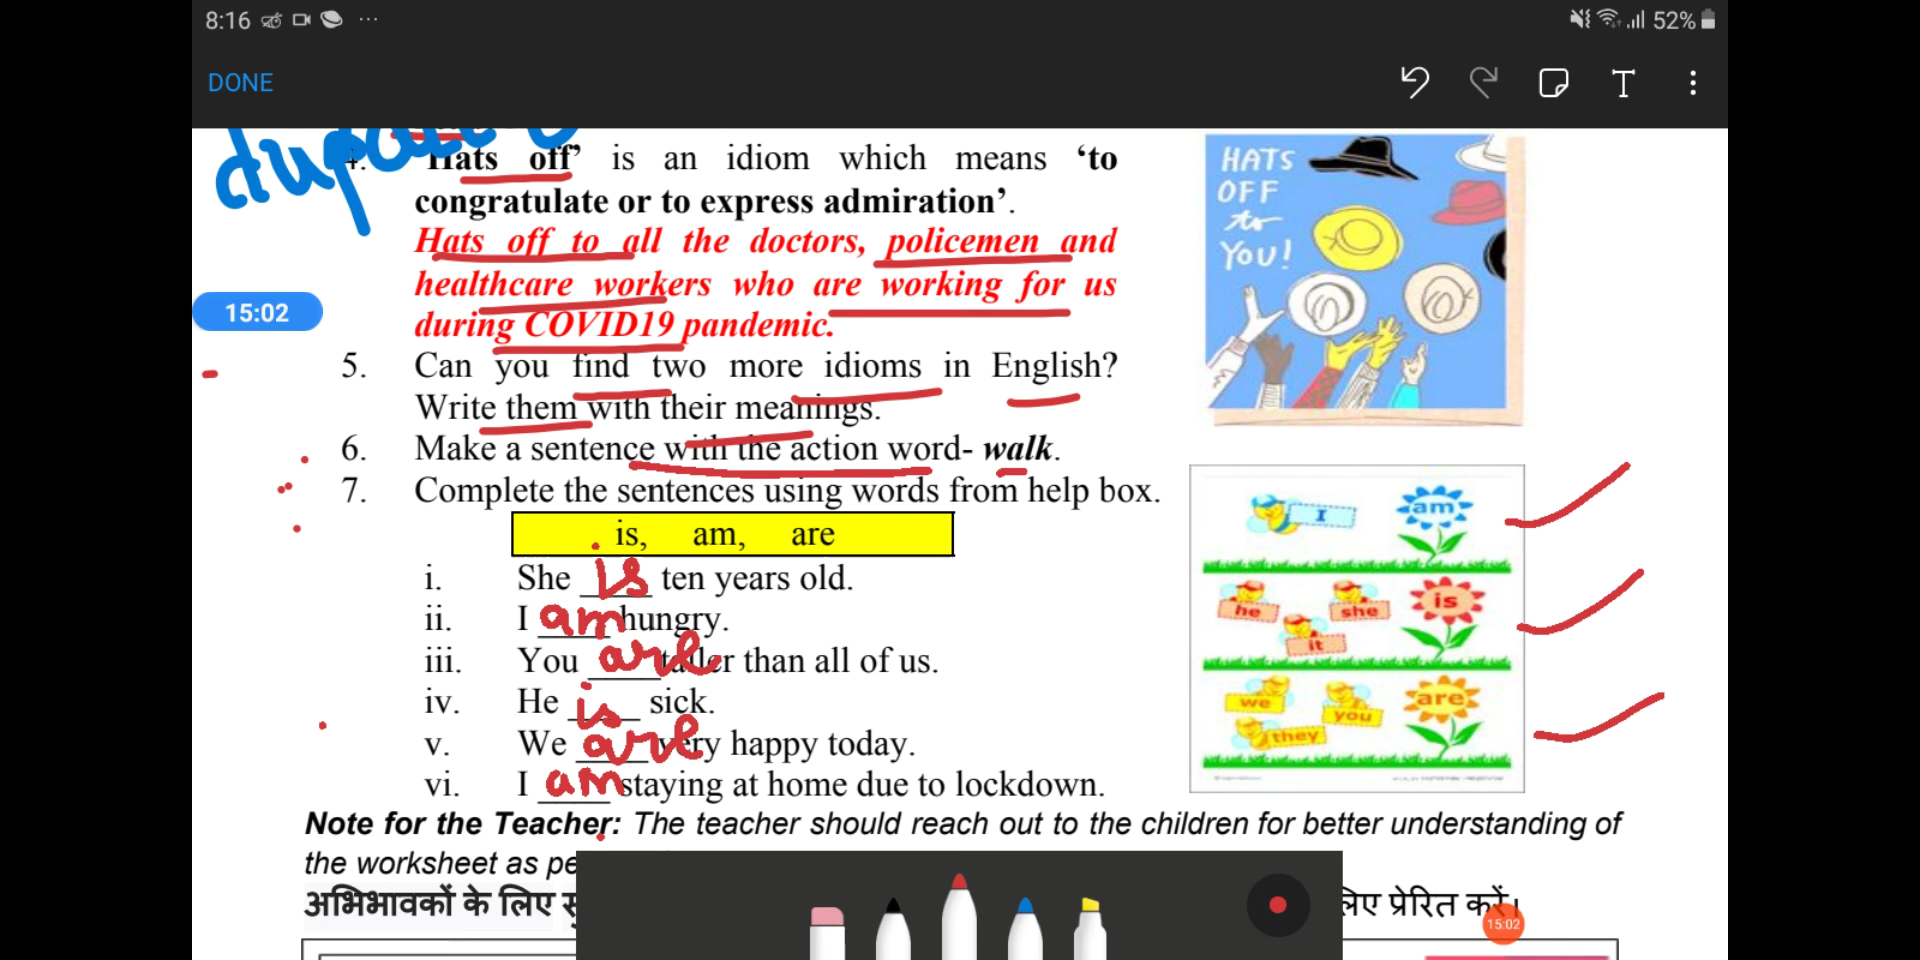 8:16
52%
DONE
4. 'Hats off' is an idiom which means 'to
congratulate or to express admiration'.
Hats off to all the doctors, policemen and
healthcare workers who are working for us
during COVID19 pandemic.
15:02
5. Can you find two more idioms in English?
Write them with their meanings.
6. Make a sentence with the action word- walk.
7. Complete the sentences using words from help box.
is, am, are
i. She is ten years old.
ii. I am hungry.
iii. You are taller than all of us.
iv. He is sick.
v. We are very happy today.
vi. I am staying at home due to lockdown.
HATS
OFF
to
YOU!
I am
he she is
it
we you are
they
Note for the Teacher: The teacher should reach out to the children for better understanding of
the worksheet as pe
अभिभावकों के लिए
लिए प्रेरित करें।
15:02